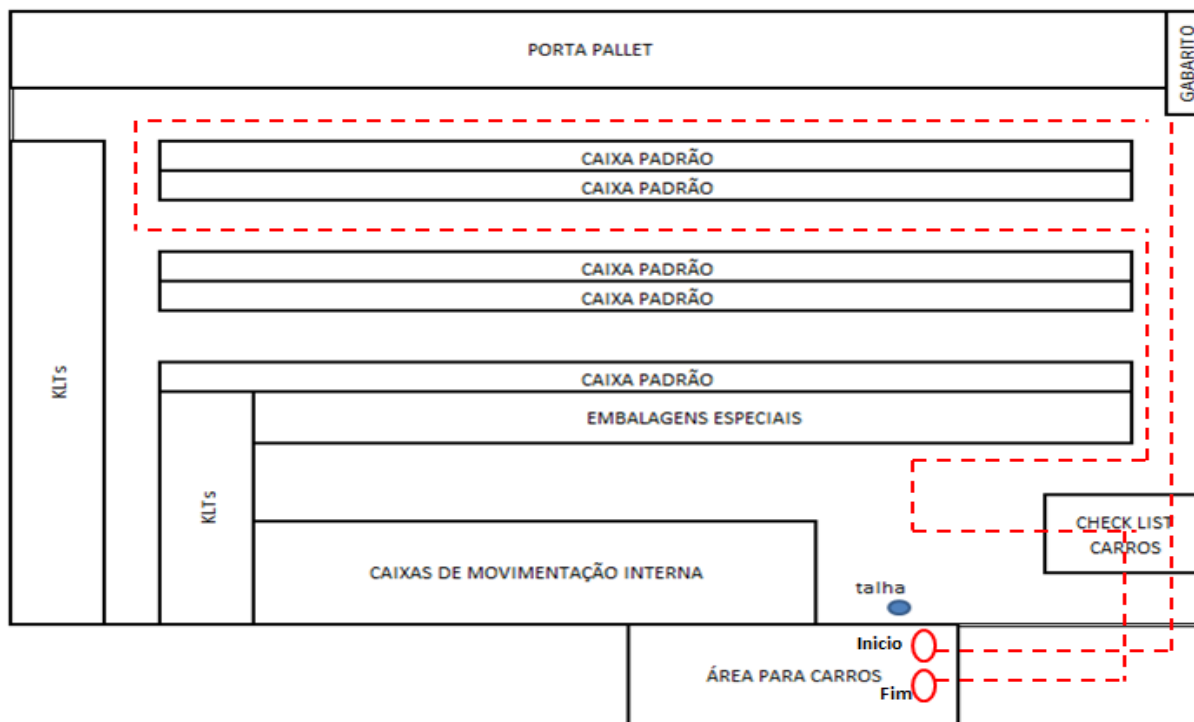 PORTA PALLET
GABARITO
CAIXA PADRÃO
CAIXA PADRÃO
CAIXA PADRÃO
CAIXA PADRÃO
KLTs
CAIXA PADRÃO
EMBALAGENS ESPECIAIS
KLTs
CHECK LIST
CARROS
CAIXAS DE MOVIMENTAÇÃO INTERNA
talha
Inicio
ÁREA PARA CARROS
Fim